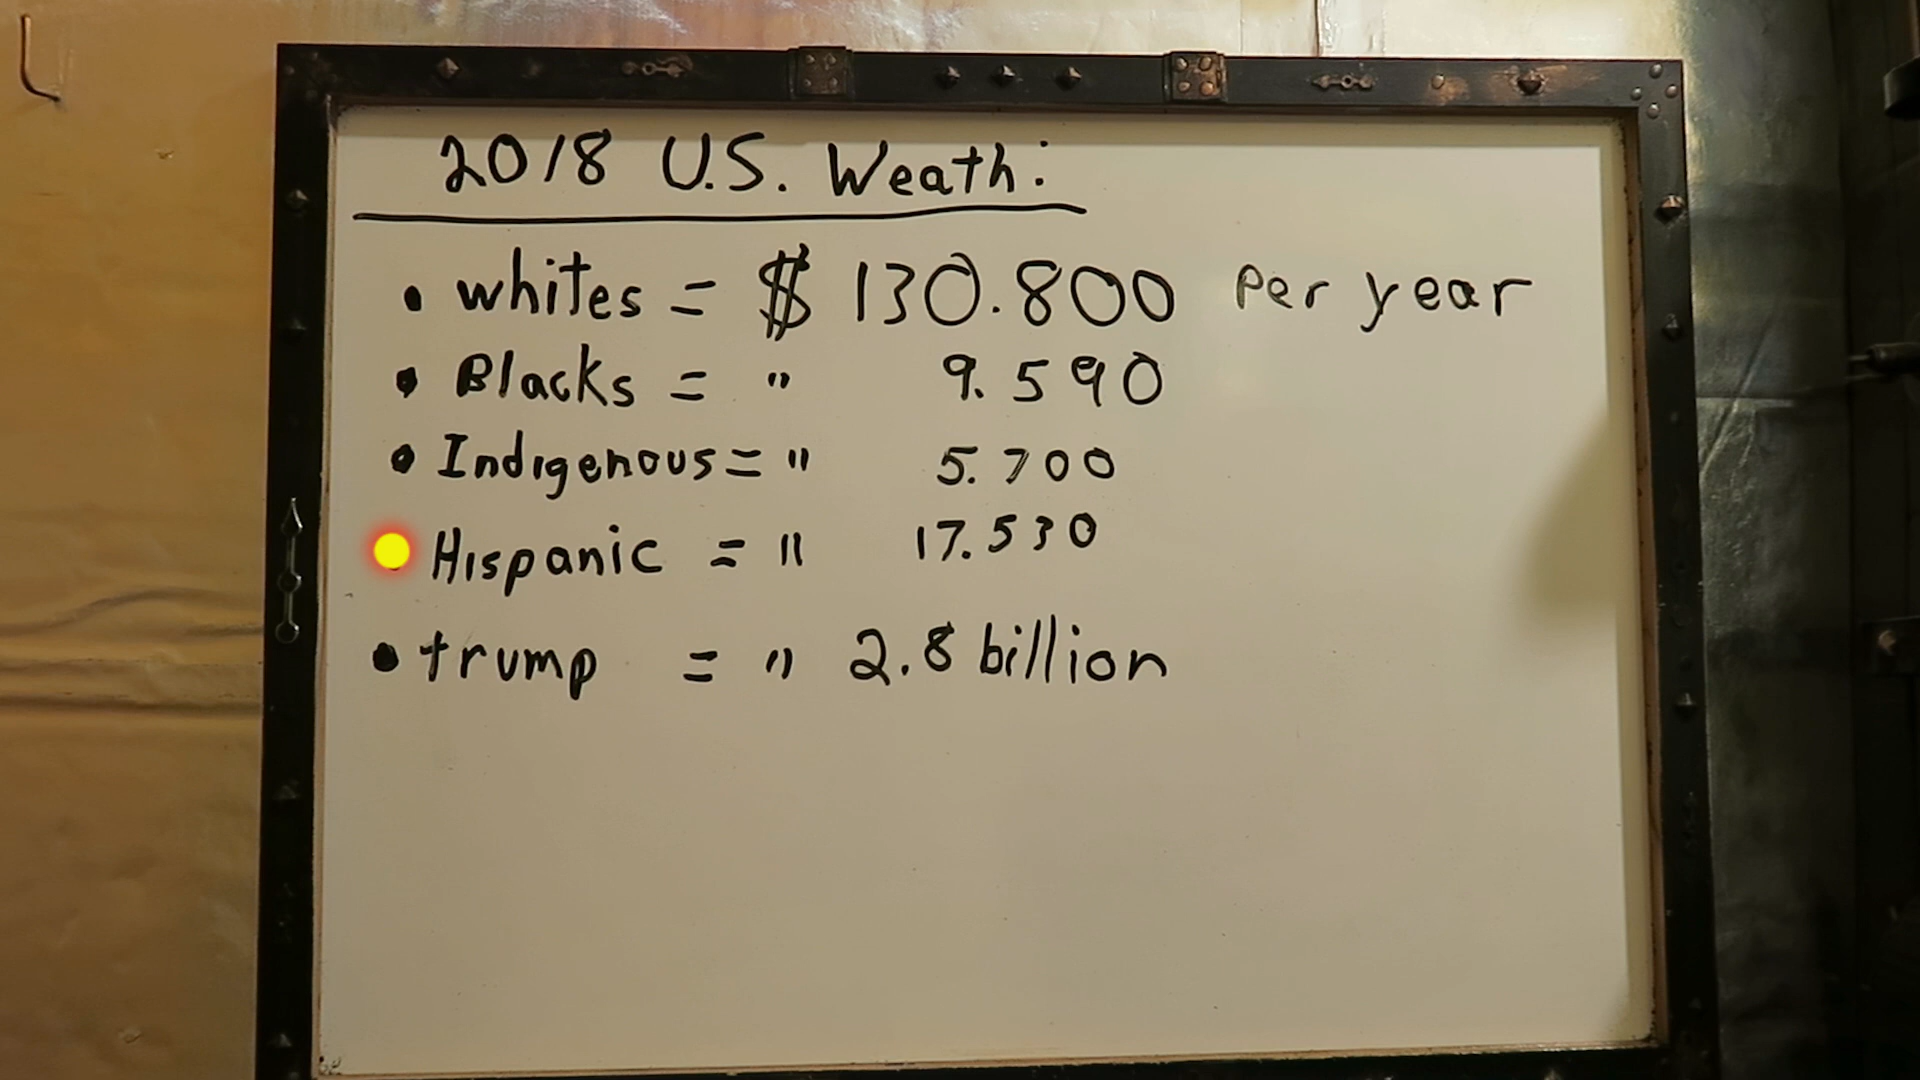 2018 U.S. Weath:
• whites = $ 130.800 per year
• Blacks = " 9.590
• Indigenous = " 5.700
• Hispanic = " 17.530
• trump = " 2.8 billion